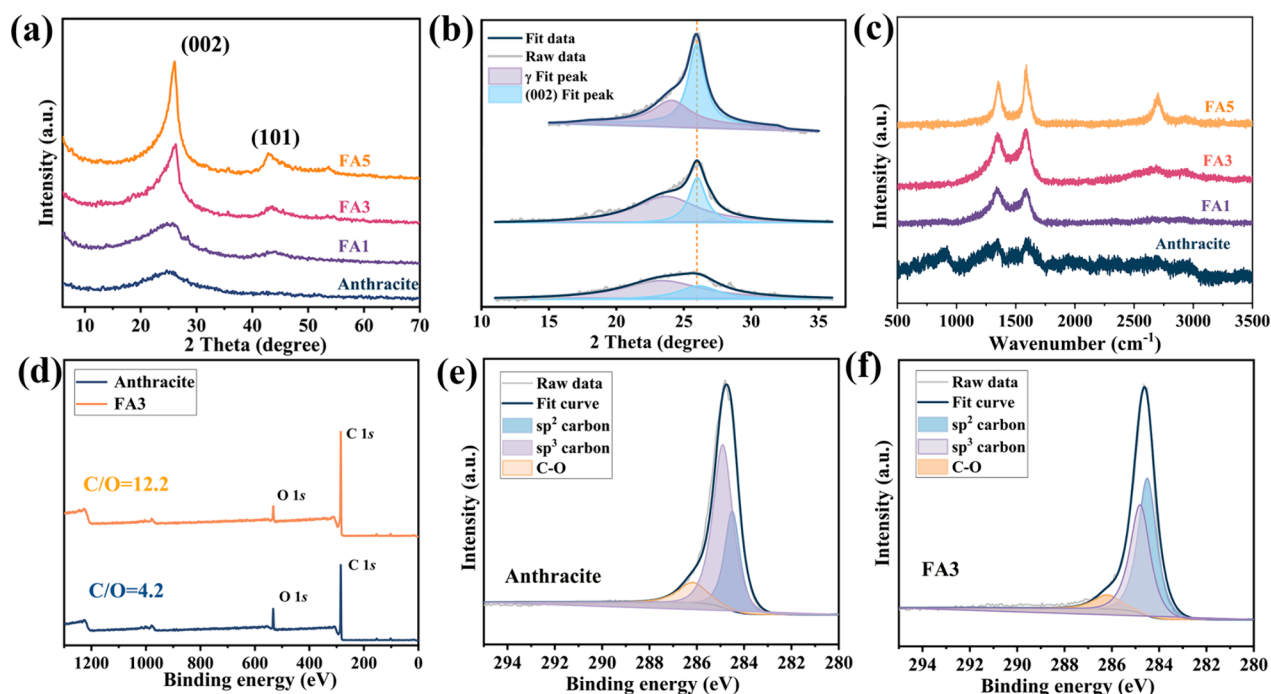 (a)
(002)
(101)
FA5
FA3
FA1
Anthracite
Intensity (a.u.)
10 20 30 40 50 60 70
2 Theta (degree)
(b)
Fit data
Raw data
γ Fit peak
(002) Fit peak
Intensity (a.u.)
10 15 20 25 30 35
2 Theta (degree)
(c)
FA5
FA3
FA1
Anthracite
Intensity (a.u.)
500 1000 1500 2000 2500 3000 3500
Wavenumber (cm⁻¹)
(d)
Anthracite
FA3
C 1s
C/O=12.2
O 1s
C 1s
C/O=4.2
O 1s
1200 1000 800 600 400 200 0
Binding energy (eV)
Intensity (a.u.)
(e)
Raw data
Fit curve
sp² carbon
sp³ carbon
C-O
Anthracite
Intensity (a.u.)
294 292 290 288 286 284 282 280
Binding energy (eV)
(f)
Raw data
Fit curve
sp² carbon
sp³ carbon
C-O
FA3
Intensity (a.u.)
294 292 290 288 286 284 282 280
Binding energy (eV)